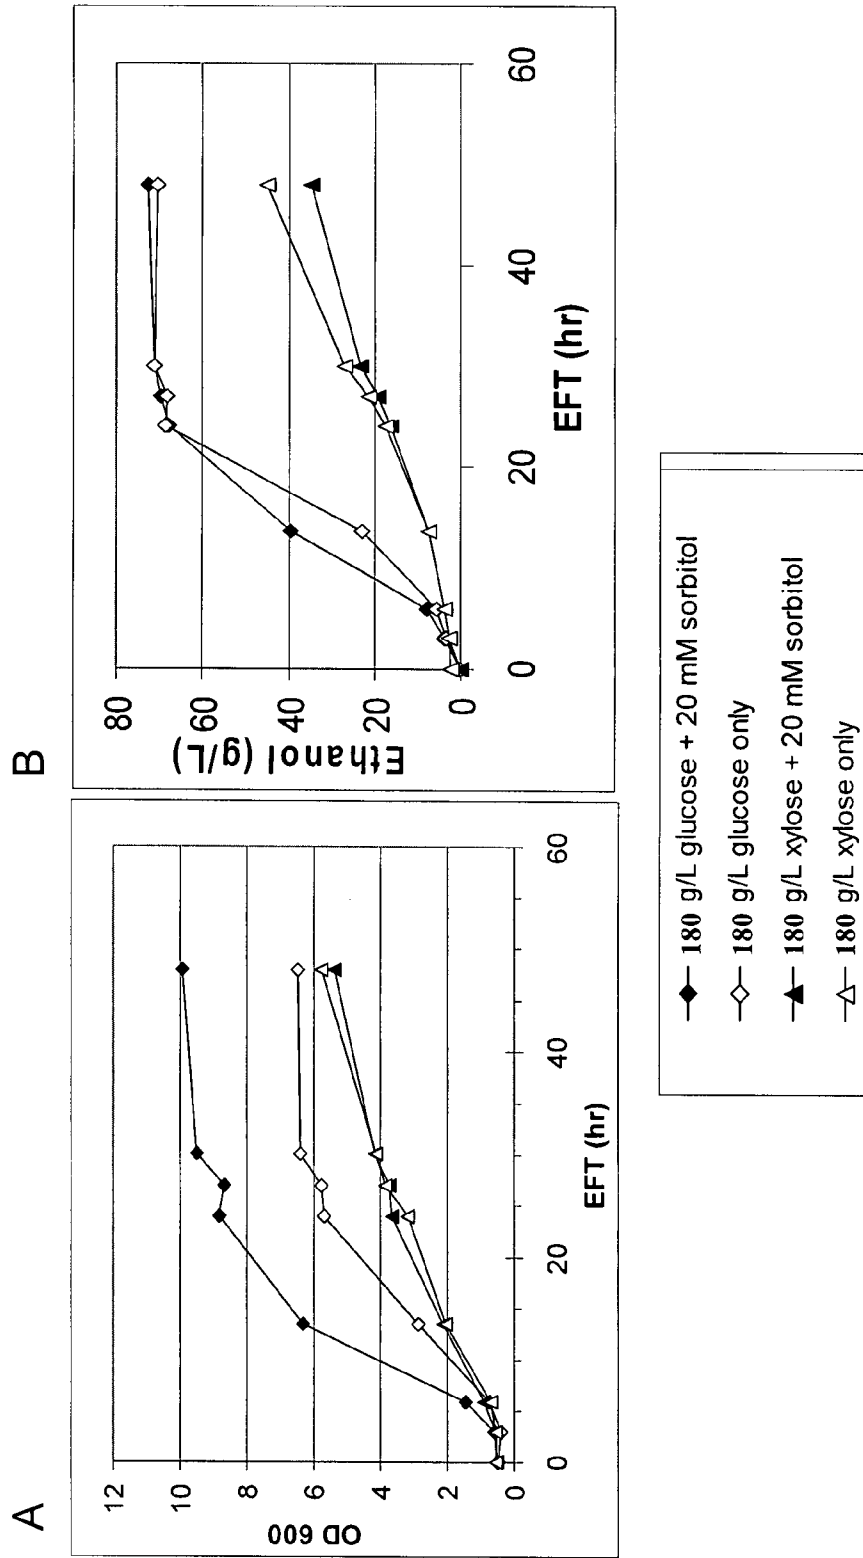 A
12
10
8
6
4
2
0
OD 600
0
20
40
60
EFT (hr)
B
80
60
40
20
0
Ethanol (g/L)
0
20
40
60
EFT (hr)
180 g/L glucose + 20 mM sorbitol
180 g/L glucose only
180 g/L xylose + 20 mM sorbitol
180 g/L xylose only